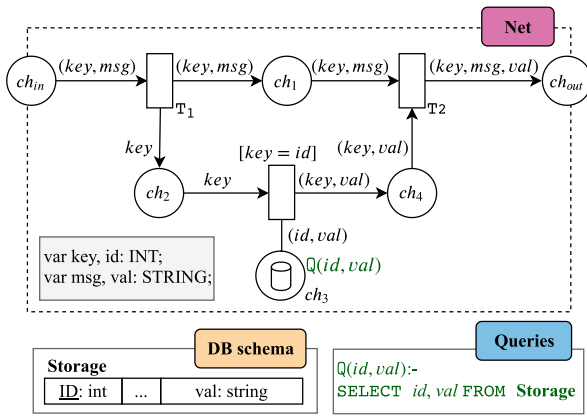 Net
(key, msg) (key, msg) (key, msg) (key, msg, val)
ch_in T₁ ch₁ T2 ch_out
key [key = id] (key, val)
ch₂ key (key, val) ch₄
(id, val)
var key, id: INT;
var msg, val: STRING;
Q(id, val)
ch₃
DB schema
Storage
ID: int ... val: string
Queries
Q(id, val):-
SELECT id, val FROM Storage